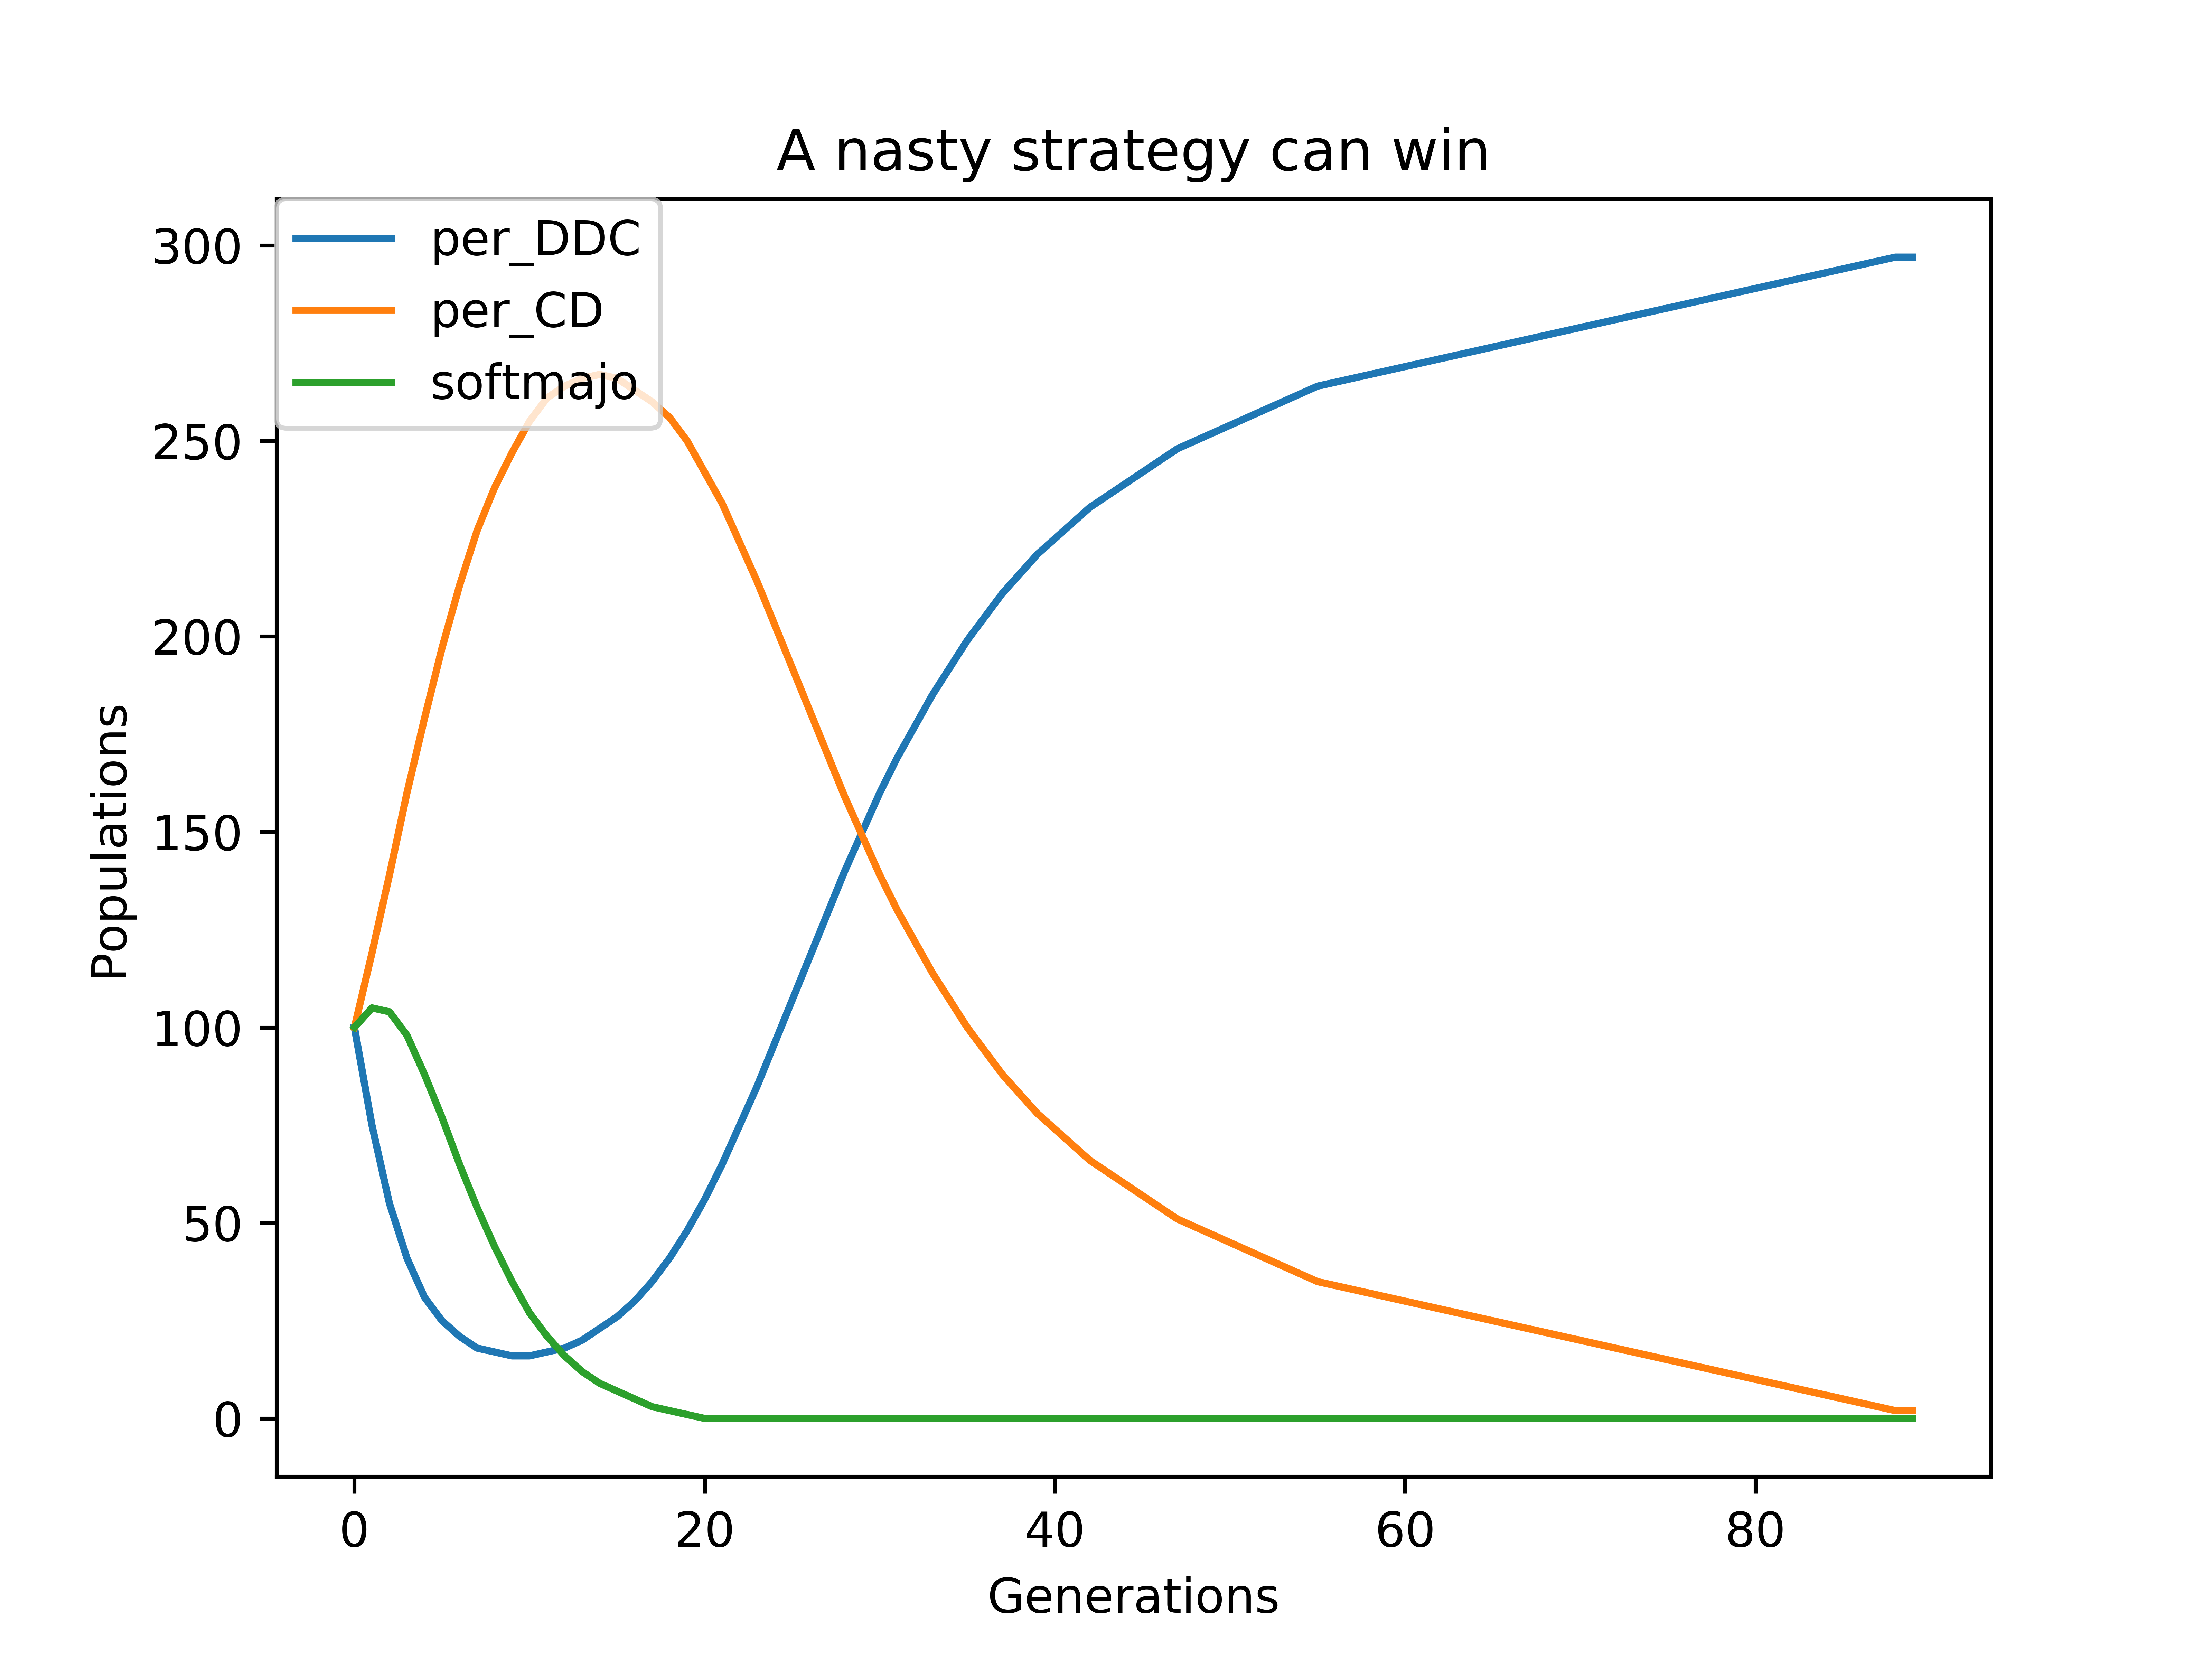 A nasty strategy can win
per_DDC
per_CD
softmajo
300
250
200
150
100
50
0
Populations
0 20 40 60 80
Generations